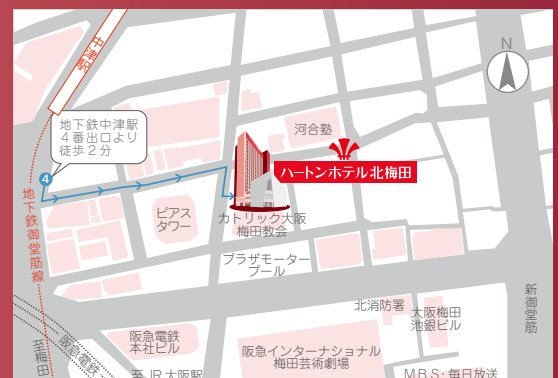 中津駅
N
地下鉄中津駅
4番出口より
徒歩2分
河合塾
4
ハートンホテル北梅田
地下鉄御堂筋線
ピアス
タワー
カトリック大阪
梅田教会
プラザモーター
プール
新御堂筋
北消防署
大阪梅田
池銀ビル
阪急電鉄
本社ビル
阪急インターナショナル
梅田芸術劇場
至梅田
阪急電鉄
至JR大阪駅
MBS・毎日放送